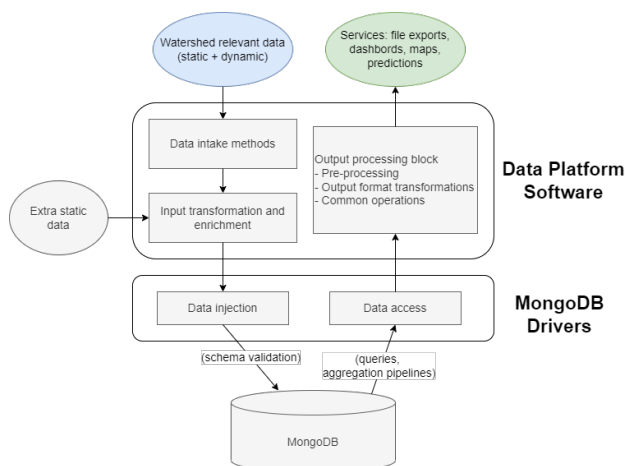 Watershed relevant data
(static + dynamic)
Services: file exports,
dashbords, maps,
predictions
Data intake methods
Output processing block
- Pre-processing
- Output format transformations
- Common operations
Data Platform
Software
Extra static
data
Input transformation and
enrichment
Data injection
Data access
MongoDB
Drivers
(schema validation)
(queries,
aggregation pipelines)
MongoDB